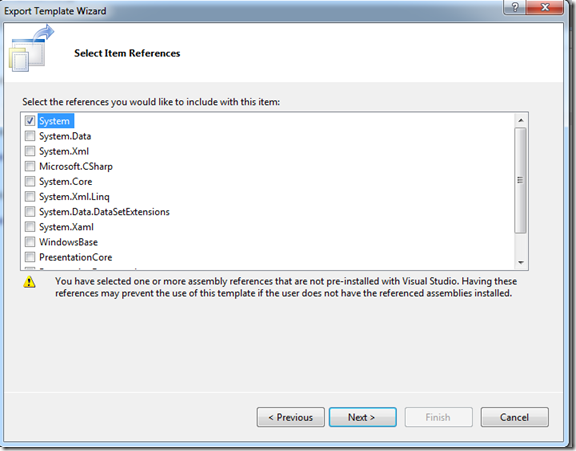 Export Template Wizard
Select Item References
Select the references you would like to include with this item:
System
System.Data
System.Xml
Microsoft.CSharp
System.Core
System.Xml.Linq
System.Data.DataSetExtensions
System.Xaml
WindowsBase
PresentationCore
You have selected one or more assembly references that are not pre-installed with Visual Studio. Having these
references may prevent the use of this template if the user does not have the referenced assemblies installed.
< Previous
Next >
Finish
Cancel